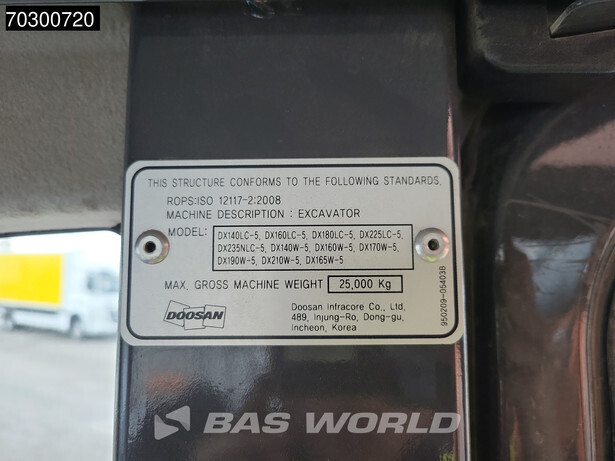 70300720
THIS STRUCTURE CONFORMS TO THE FOLLOWING STANDARDS.
ROPS:ISO 12117-2:2008
MACHINE DESCRIPTION : EXCAVATOR
MODEL: DX140LC-5, DX160LC-5, DX180LC-5, DX225LC-5,
DX235NLC-5, DX140W-5, DX160W-5, DX170W-5,
DX190W-5, DX210W-5, DX165W-5
MAX. GROSS MACHINE WEIGHT 25,000 Kg
DOOSAN
Doosan Infracore Co., Ltd,
489, Injung-Ro, Dong-gu,
Incheon, Korea
950209-05403B
BAS WORLD